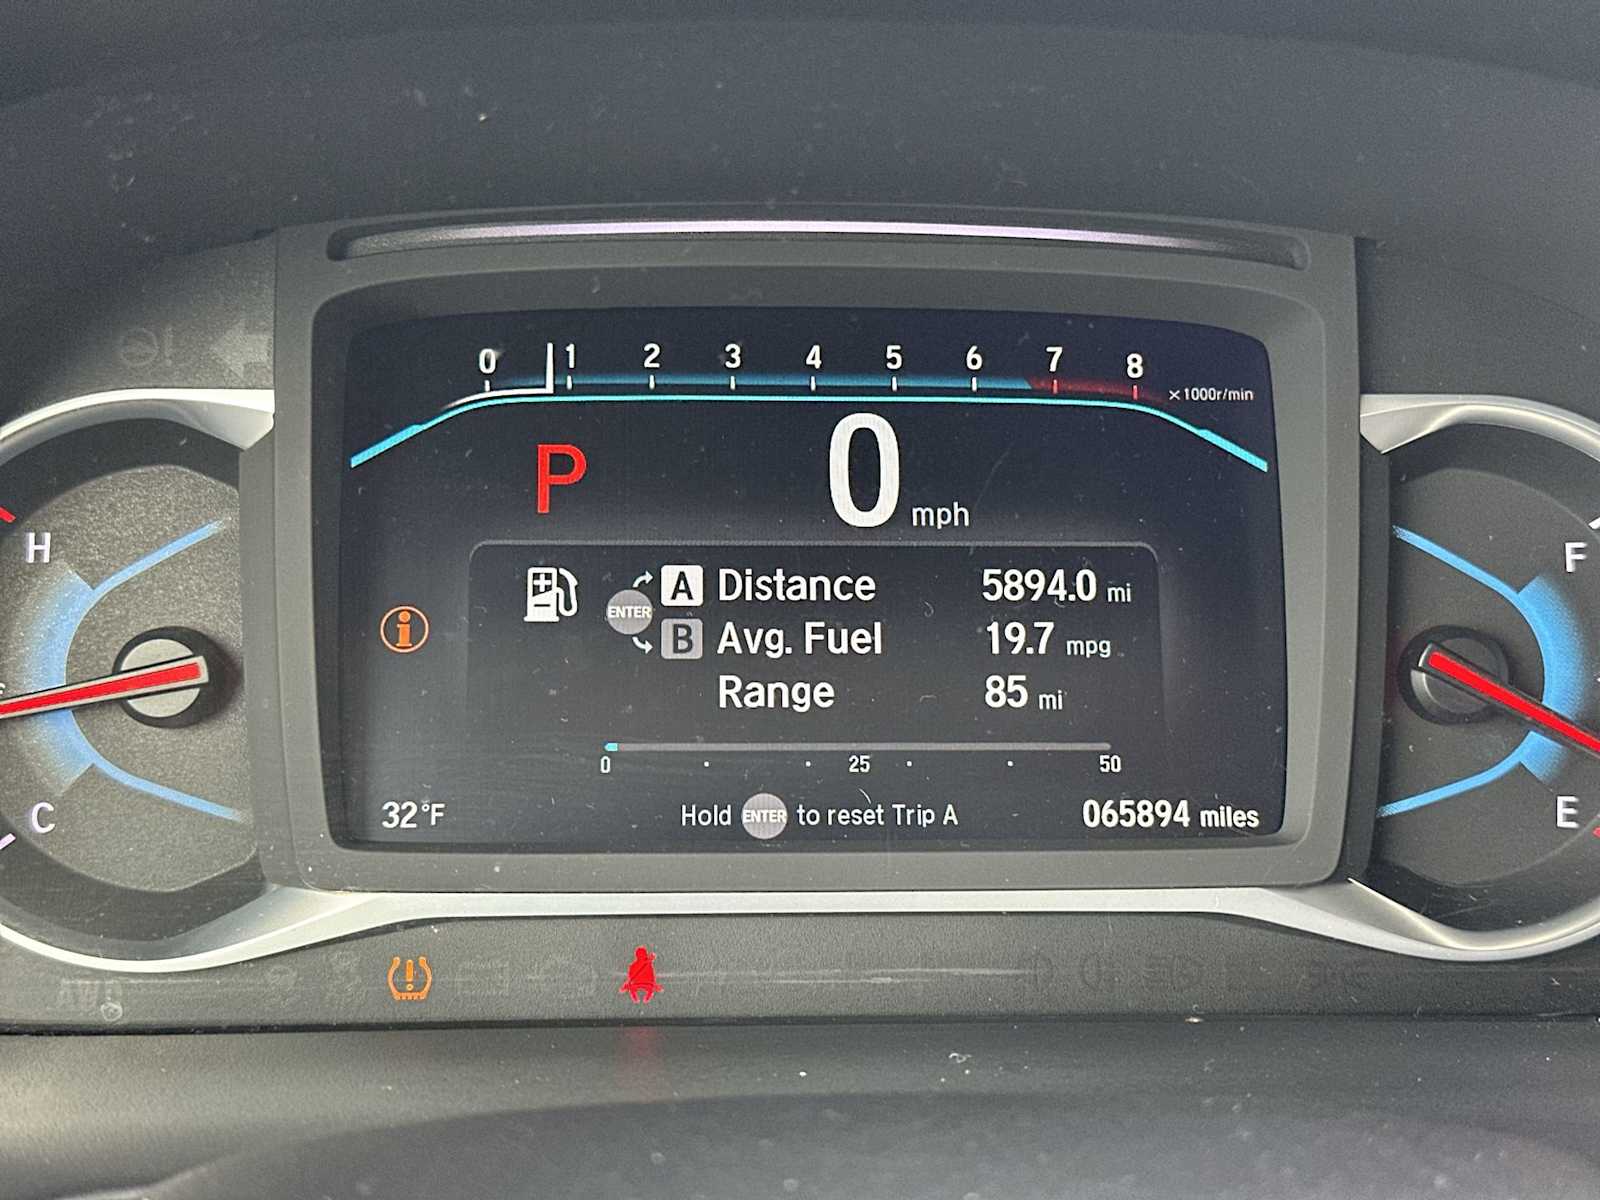 0 1 2 3 4 5 6 7 8
×1000r/min
P 0 mph
H
F
A Distance 5894.0 mi
ENTER
B Avg. Fuel 19.7 mpg
Range 85 mi
0 25 50
C
E
32°F Hold ENTER to reset Trip A 065894 miles